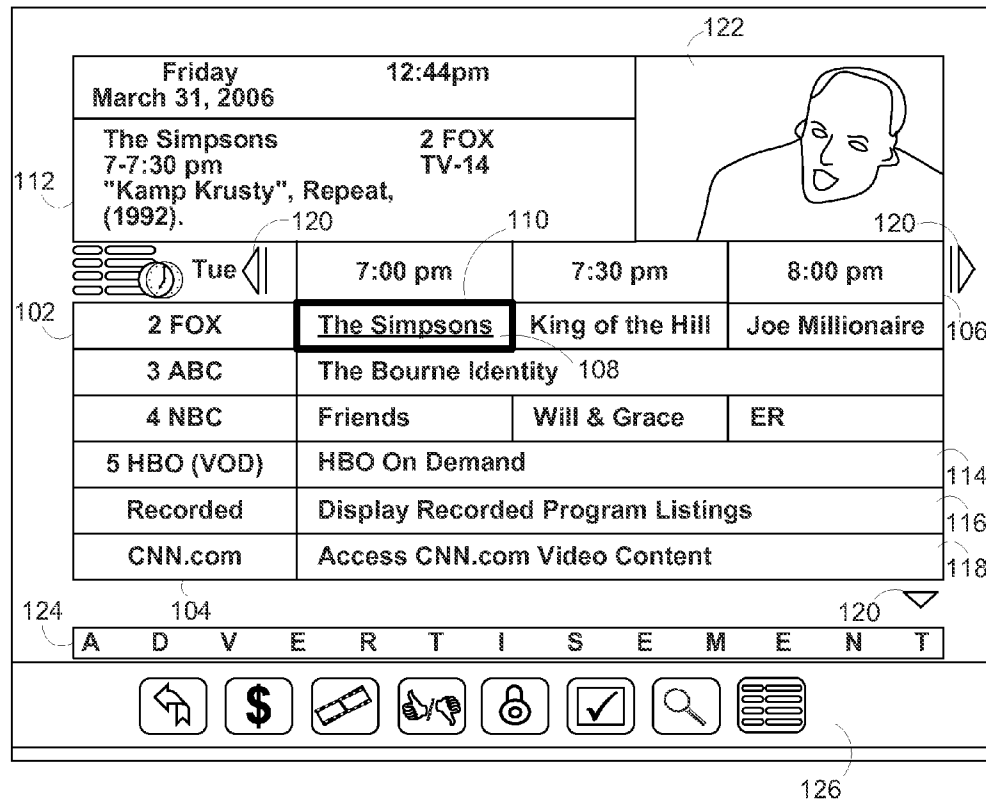 122
Friday 12:44pm
March 31, 2006
The Simpsons 2 FOX
7-7:30 pm TV-14
"Kamp Krusty", Repeat,
(1992).
112
120
110
120
Tue 7:00 pm 7:30 pm 8:00 pm
102
2 FOX The Simpsons King of the Hill Joe Millionaire
106
3 ABC The Bourne Identity 108
4 NBC Friends Will & Grace ER
5 HBO (VOD) HBO On Demand
114
Recorded Display Recorded Program Listings
116
CNN.com Access CNN.com Video Content
118
124
104
120
A D V E R T I S E M E N T
$
126